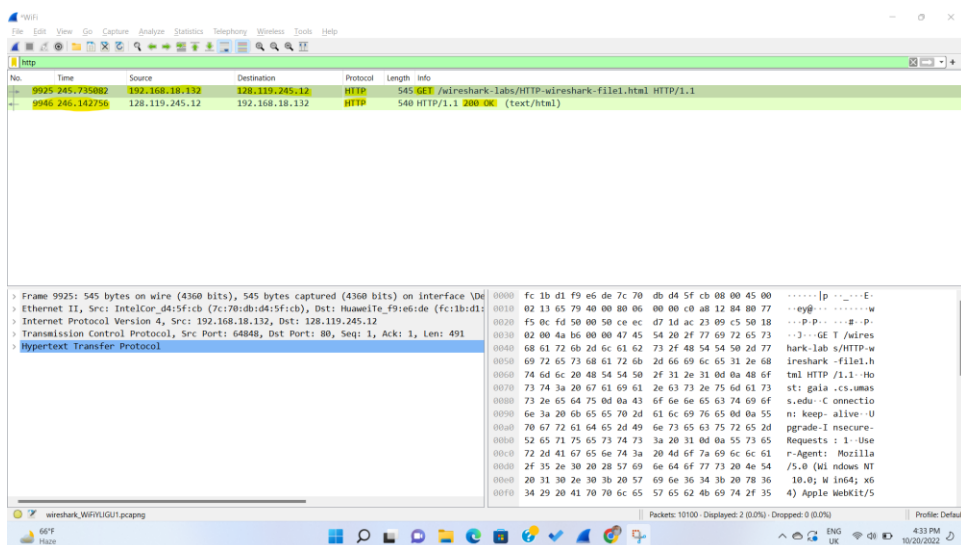 *WiFi
File Edit View Go Capture Analyze Statistics Telephony Wireless Tools Help
http
No. Time Source Destination Protocol Length Info
9925 245.735082 192.168.18.132 128.119.245.12 HTTP 545 GET /wireshark-labs/HTTP-wireshark-file1.html HTTP/1.1
9946 246.142756 128.119.245.12 192.168.18.132 HTTP 540 HTTP/1.1 200 OK (text/html)
> Frame 9925: 545 bytes on wire (4360 bits), 545 bytes captured (4360 bits) on interface \De
> Ethernet II, Src: IntelCor_d4:5f:cb (7c:70:db:d4:5f:cb), Dst: HuaweiTe_f9:e6:de (fc:1b:d1:
> Internet Protocol Version 4, Src: 192.168.18.132, Dst: 128.119.245.12
> Transmission Control Protocol, Src Port: 64848, Dst Port: 80, Seq: 1, Ack: 1, Len: 491
> Hypertext Transfer Protocol
0000 fc 1b d1 f9 e6 de 7c 70 db d4 5f cb 08 00 45 00 ······|p ··_···E·
0010 02 13 65 79 40 00 80 06 00 00 c0 a8 12 84 80 77 ··ey@··· ·······w
0020 f5 0c fd 50 00 50 ce ec d7 1d ac 23 09 c5 50 18 ···P·P·· ···#··P·
0030 02 00 4a b6 00 00 47 45 54 20 2f 77 69 72 65 73 ··J···GE T /wires
0040 68 61 72 6b 2d 6c 61 62 73 2f 48 54 54 50 2d 77 hark-lab s/HTTP-w
0050 69 72 65 73 68 61 72 6b 2d 66 69 6c 65 31 2e 68 ireshark -file1.h
0060 74 6d 6c 20 48 54 54 50 2f 31 2e 31 0d 0a 48 6f tml HTTP /1.1··Ho
0070 73 74 3a 20 67 61 69 61 2e 63 73 2e 75 6d 61 73 st: gaia .cs.umas
0080 73 2e 65 64 75 0d 0a 43 6f 6e 6e 65 63 74 69 6f s.edu··C onnectio
0090 6e 3a 20 6b 65 65 70 2d 61 6c 69 76 65 0d 0a 55 n: keep- alive··U
00a0 70 67 72 61 64 65 2d 49 6e 73 65 63 75 72 65 2d pgrade-I nsecure-
00b0 52 65 71 75 65 73 74 73 3a 20 31 0d 0a 55 73 65 Requests : 1··Use
00c0 72 2d 41 67 65 6e 74 3a 20 4d 6f 7a 69 6c 6c 61 r-Agent: Mozilla
00d0 2f 35 2e 30 20 28 57 69 6e 64 6f 77 73 20 4e 54 /5.0 (Wi ndows NT
00e0 20 31 30 2e 30 3b 20 57 69 6e 36 34 3b 20 78 36 10.0; W in64; x6
00f0 34 29 20 41 70 70 6c 65 57 65 62 4b 69 74 2f 35 4) Apple WebKit/5
wireshark_WiFiYLIGU1.pcapng Packets: 10100 · Displayed: 2 (0.0%) · Dropped: 0 (0.0%) Profile: Defaul
66°F
Haze
ENG
UK
4:33 PM
10/20/2022